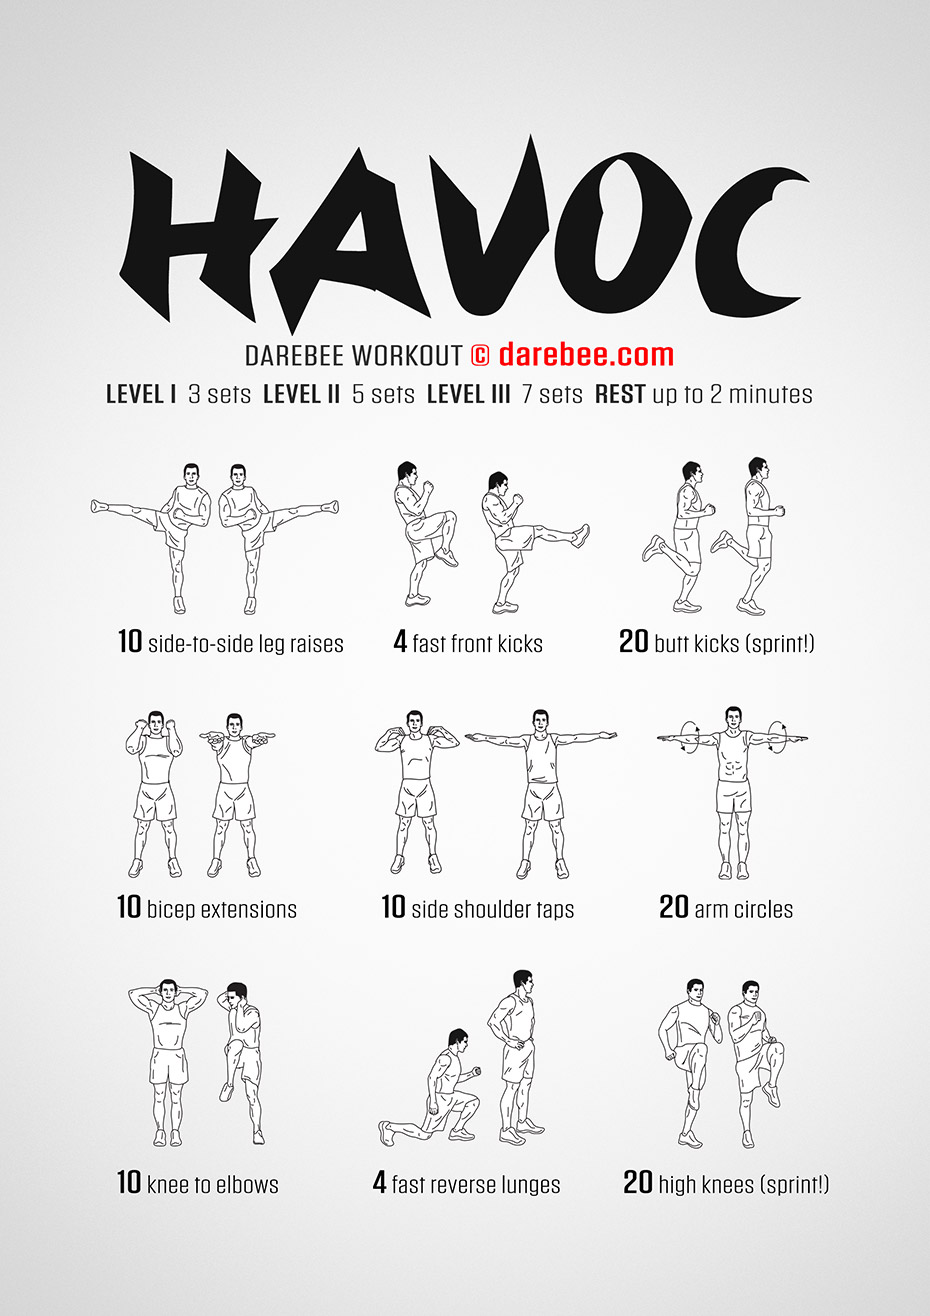 HAVOC
DAREBEE WORKOUT © darebee.com
LEVEL I 3 sets LEVEL II 5 sets LEVEL III 7 sets REST up to 2 minutes
10 side-to-side leg raises
4 fast front kicks
20 butt kicks (sprint!)
10 bicep extensions
10 side shoulder taps
20 arm circles
10 knee to elbows
4 fast reverse lunges
20 high knees (sprint!)